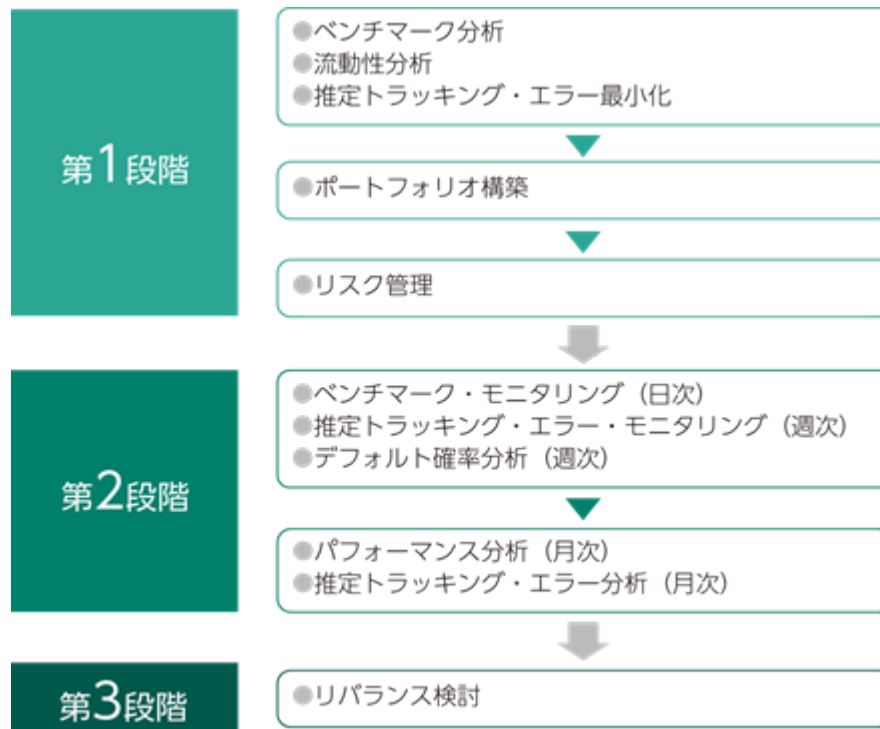 第1段階
●ベンチマーク分析
●流動性分析
●推定トラッキング・エラー最小化
●ポートフォリオ構築
●リスク管理
第2段階
●ベンチマーク・モニタリング（日次）
●推定トラッキング・エラー・モニタリング（週次）
●デフォルト確率分析（週次）
●パフォーマンス分析（月次）
●推定トラッキング・エラー分析（月次）
第3段階
●リバランス検討